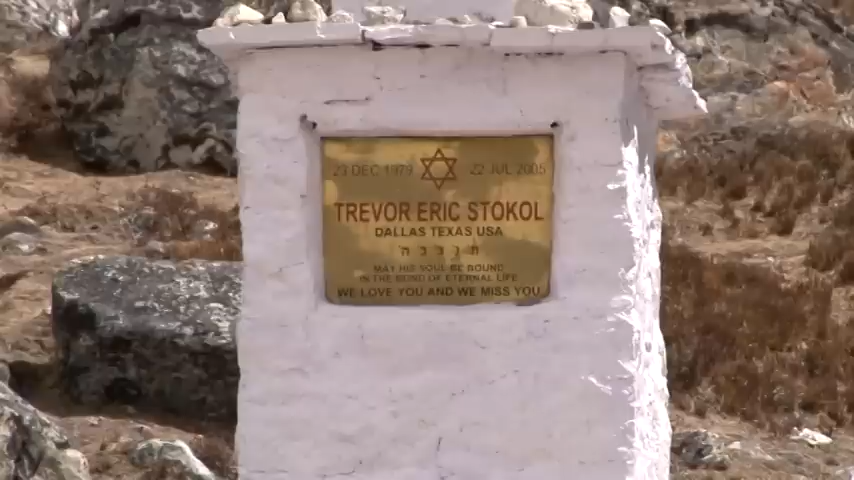 23 DEC 1979 22 JUL 2005
TREVOR ERIC STOKOL
DALLAS TEXAS USA
ת נ צ ב ה
MAY HIS SOUL BE BOUND
IN THE BOND OF ETERNAL LIFE
WE LOVE YOU AND WE MISS YOU